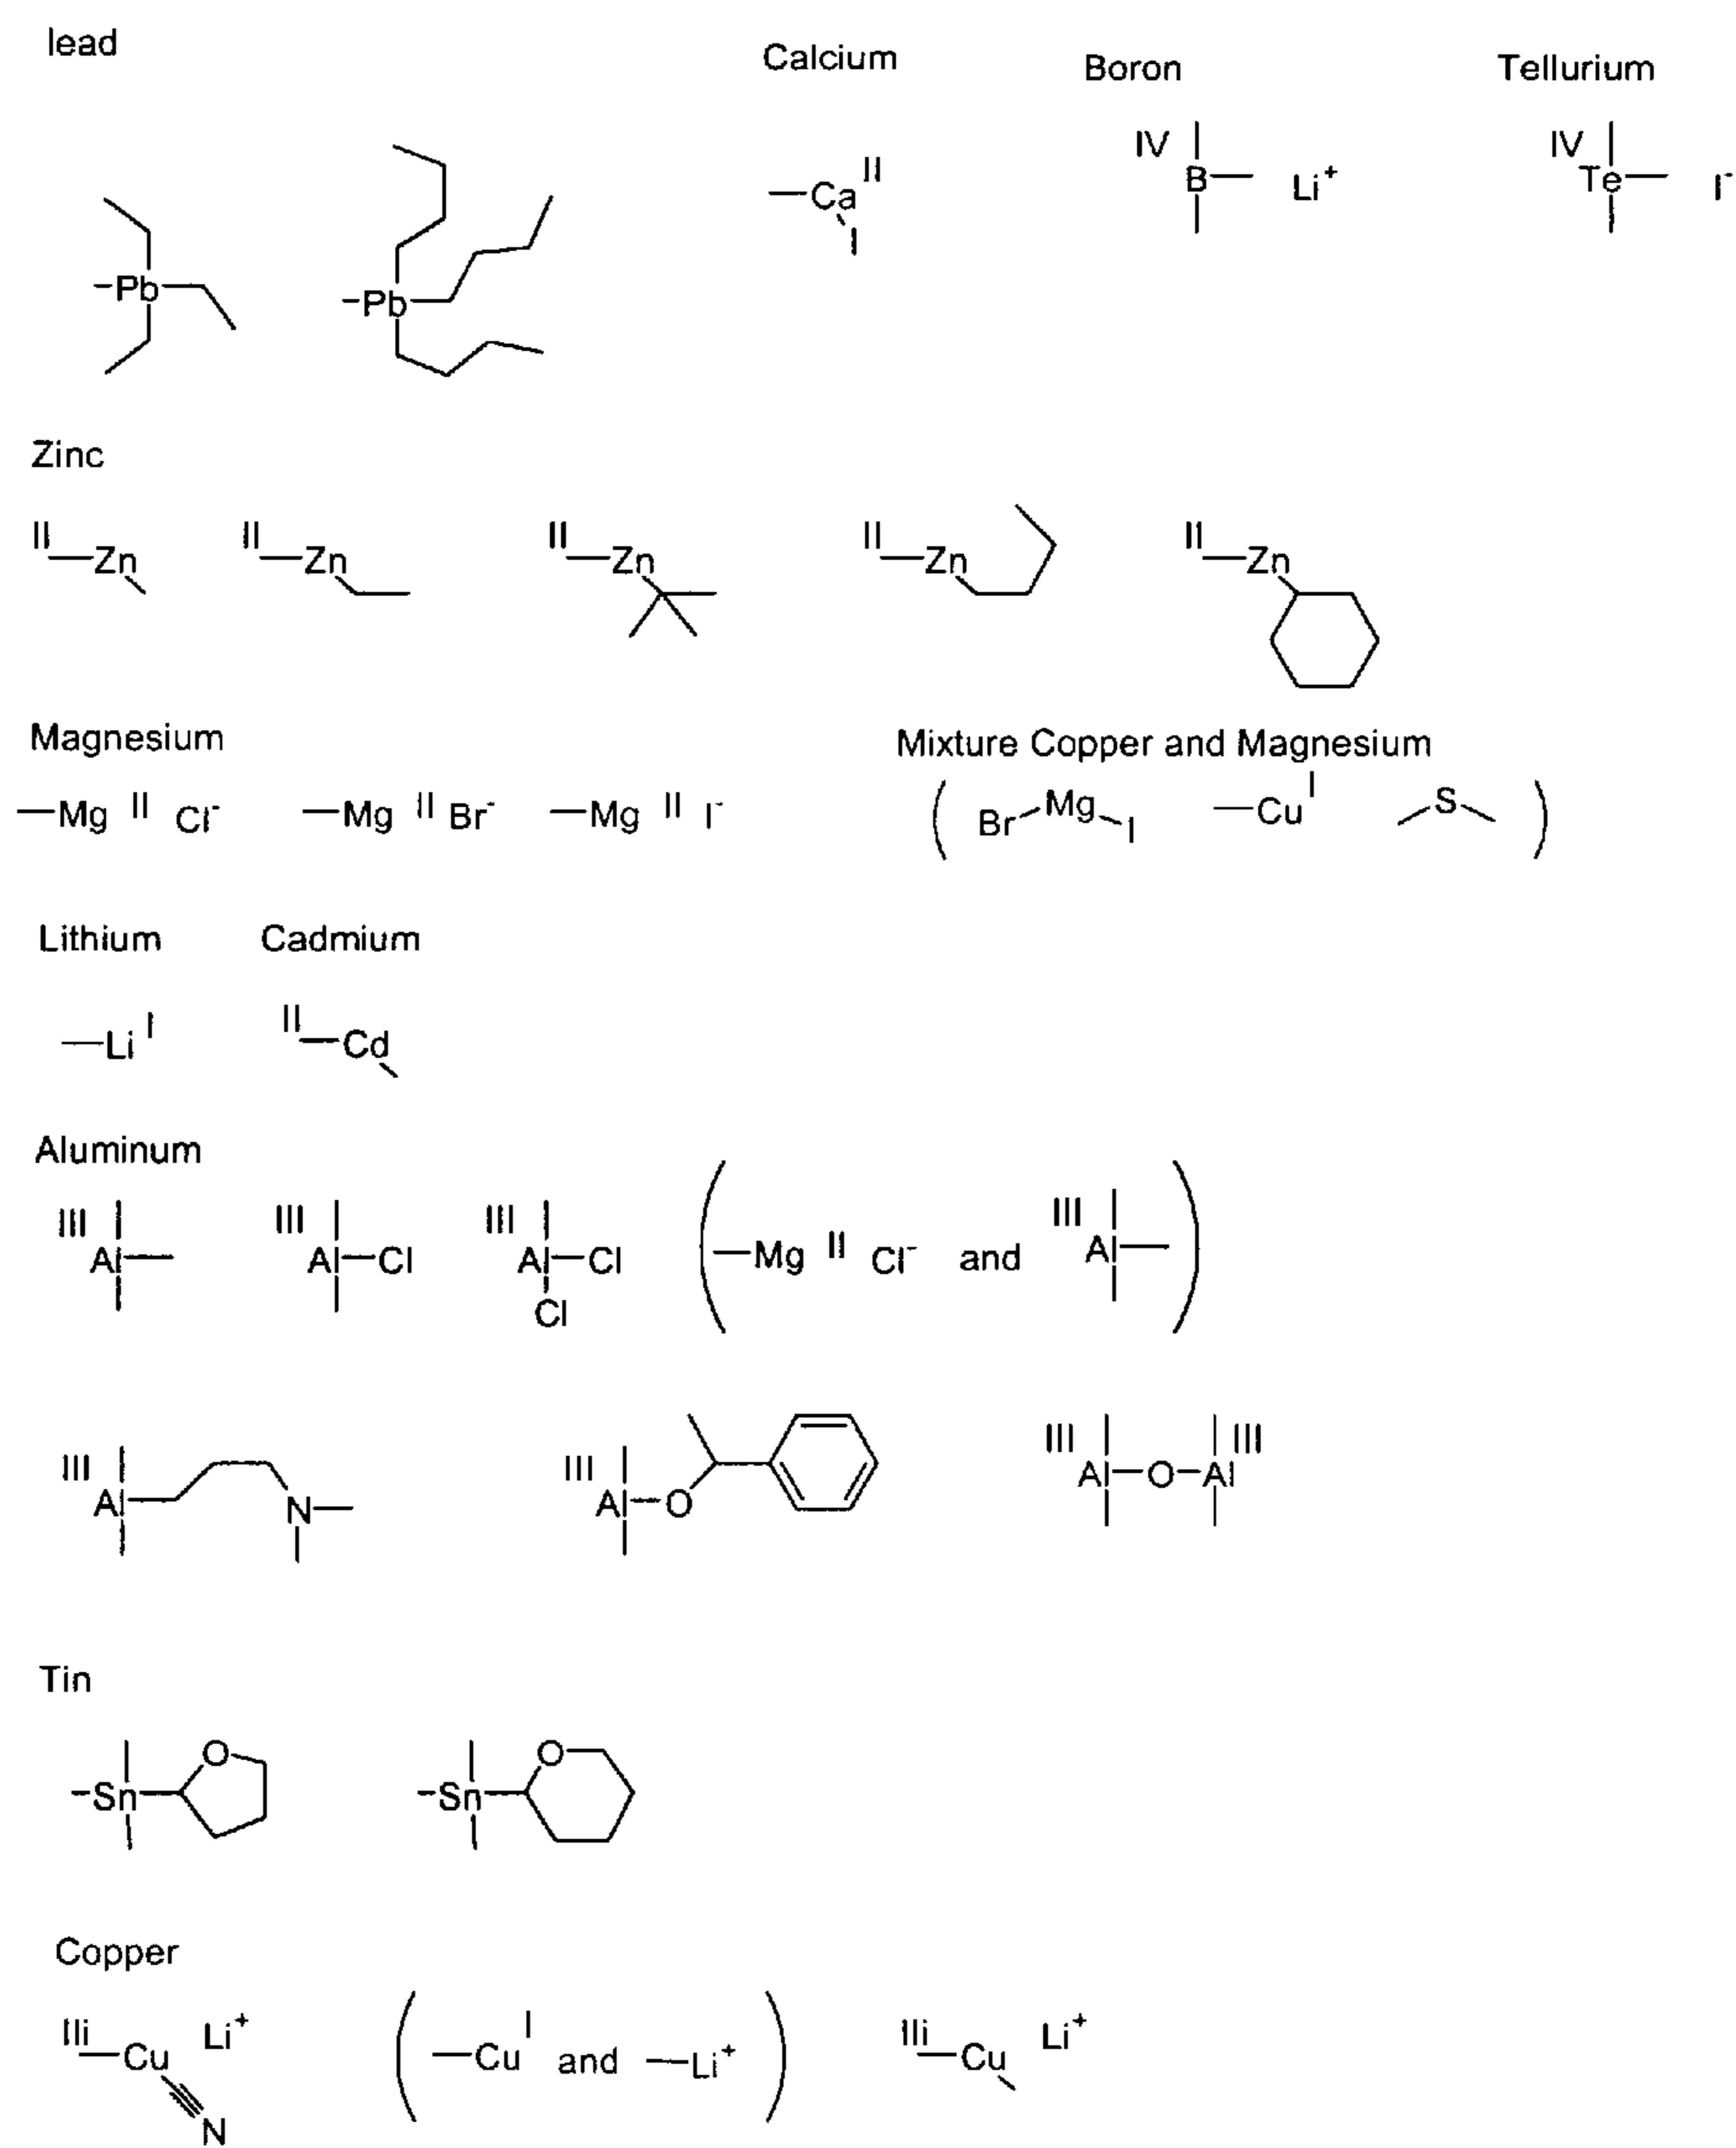 lead Calcium Boron Tellurium
IV IV
Ca II B Li+ Te I-
I
Pb Pb
Zinc
II Zn II Zn II Zn II Zn II Zn
Magnesium Mixture Copper and Magnesium
Mg II Cl- Mg II Br- Mg II I- ( Br Mg I Cu I S )
Lithium Cadmium
Li I II Cd
Aluminum
III Al III Al Cl III Al Cl Cl ( Mg II Cl- and III Al )
III Al N III Al O III Al O Al III
Tin
Sn O Sn O
Copper
IIi Cu Li+ N ( Cu I and Li+ ) IIi Cu Li+